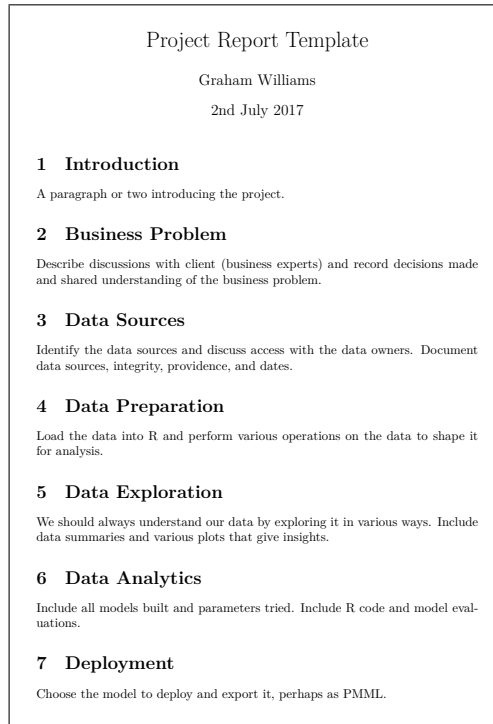 Project Report Template
Graham Williams
2nd July 2017
1 Introduction
A paragraph or two introducing the project.
2 Business Problem
Describe discussions with client (business experts) and record decisions made
and shared understanding of the business problem.
3 Data Sources
Identify the data sources and discuss access with the data owners. Document
data sources, integrity, providence, and dates.
4 Data Preparation
Load the data into R and perform various operations on the data to shape it
for analysis.
5 Data Exploration
We should always understand our data by exploring it in various ways. Include
data summaries and various plots that give insights.
6 Data Analytics
Include all models built and parameters tried. Include R code and model eval-
uations.
7 Deployment
Choose the model to deploy and export it, perhaps as PMML.